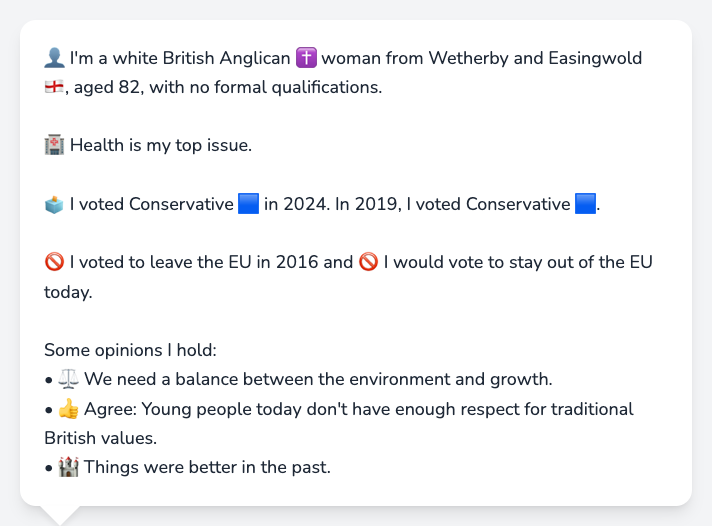 👤 I'm a white British Anglican ✝️ woman from Wetherby and Easingwold
🏴󠁧󠁢󠁥󠁮󠁧󠁿, aged 82, with no formal qualifications.
🏥 Health is my top issue.
🗳️ I voted Conservative 🟦 in 2024. In 2019, I voted Conservative 🟦.
🚫 I voted to leave the EU in 2016 and 🚫 I would vote to stay out of the EU
today.
Some opinions I hold:
• ⚖️ We need a balance between the environment and growth.
• 👍 Agree: Young people today don't have enough respect for traditional
British values.
• 🏰 Things were better in the past.